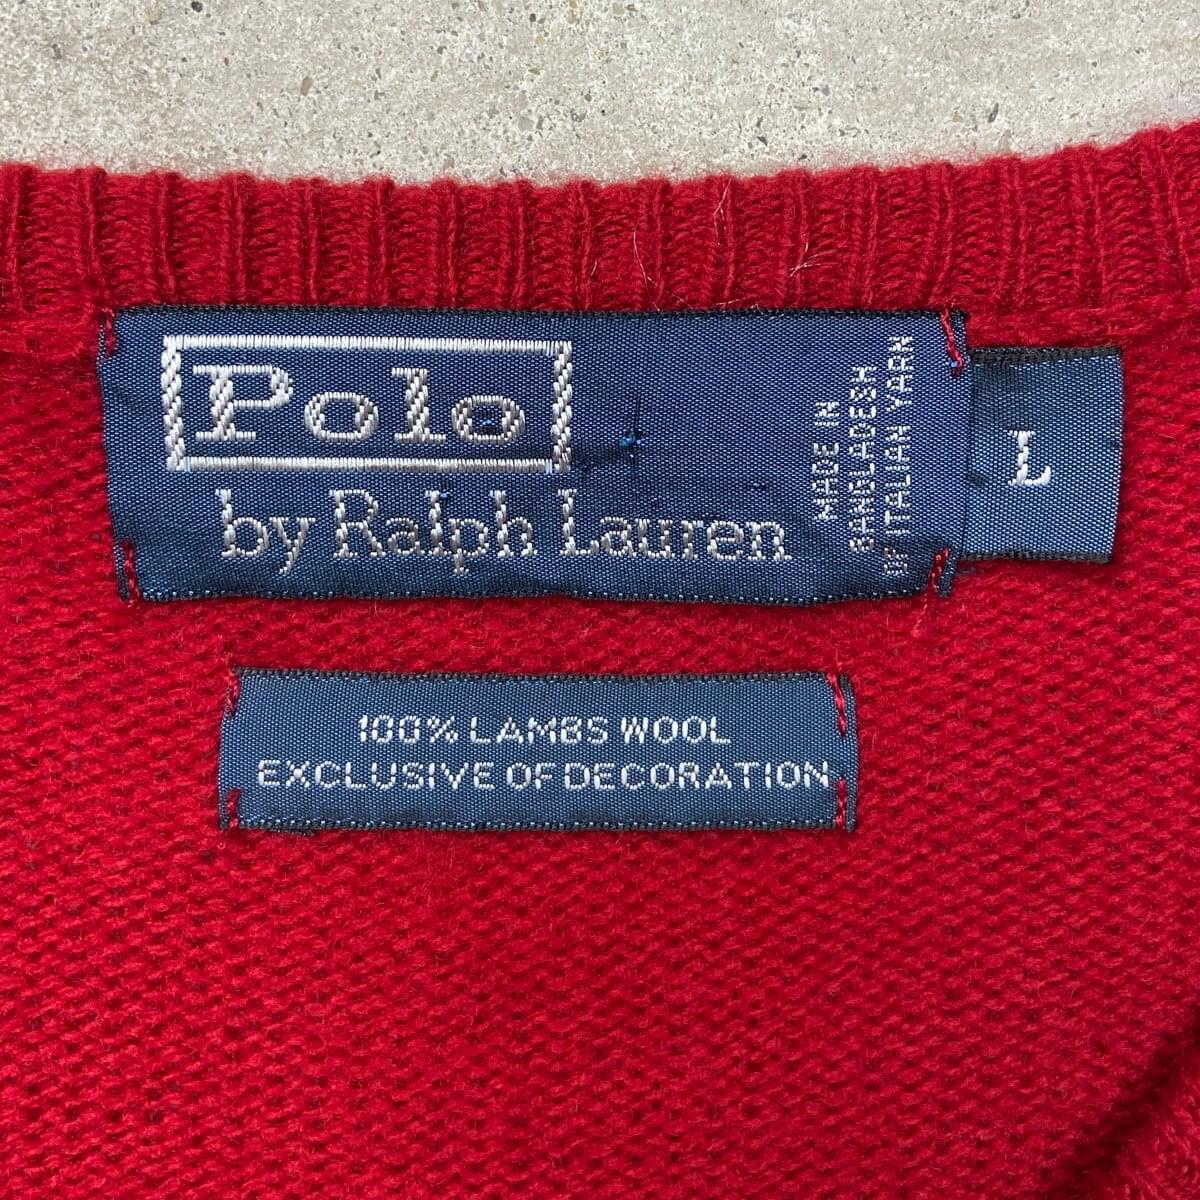 Polo
by Ralph Lauren
MADE IN
BANGLADESH
OF ITALIAN YARN
L
100% LAMBS WOOL
EXCLUSIVE OF DECORATION